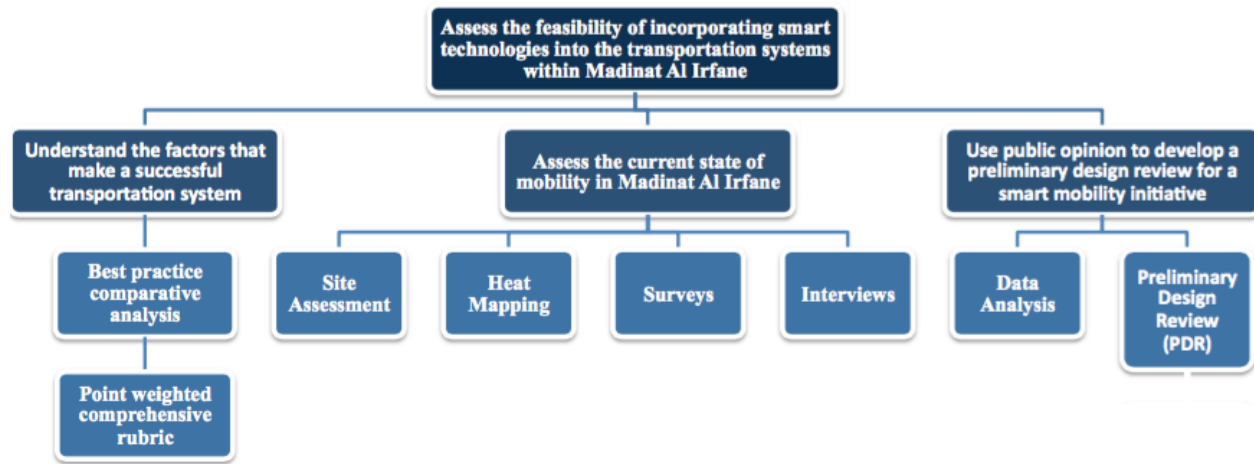 Assess the feasibility of incorporating smart
technologies into the transportation systems
within Madinat Al Irfane
Understand the factors that
make a successful
transportation system
Assess the current state of
mobility in Madinat Al Irfane
Use public opinion to develop a
preliminary design review for a
smart mobility initiative
Best practice
comparative
analysis
Site
Assessment
Heat
Mapping
Surveys
Interviews
Data
Analysis
Preliminary
Design
Review
(PDR)
Point weighted
comprehensive
rubric